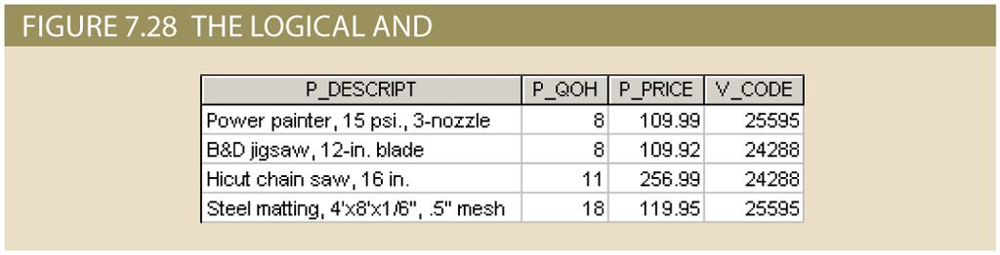 FIGURE 7.28 THE LOGICAL AND
P_DESCRIPT P_QOH P_PRICE V_CODE
Power painter, 15 psi., 3-nozzle 8 109.99 25595
B&D jigsaw, 12-in. blade 8 109.92 24288
Hicut chain saw, 16 in. 11 256.99 24288
Steel matting, 4'x8'x1/6", .5" mesh 18 119.95 25595